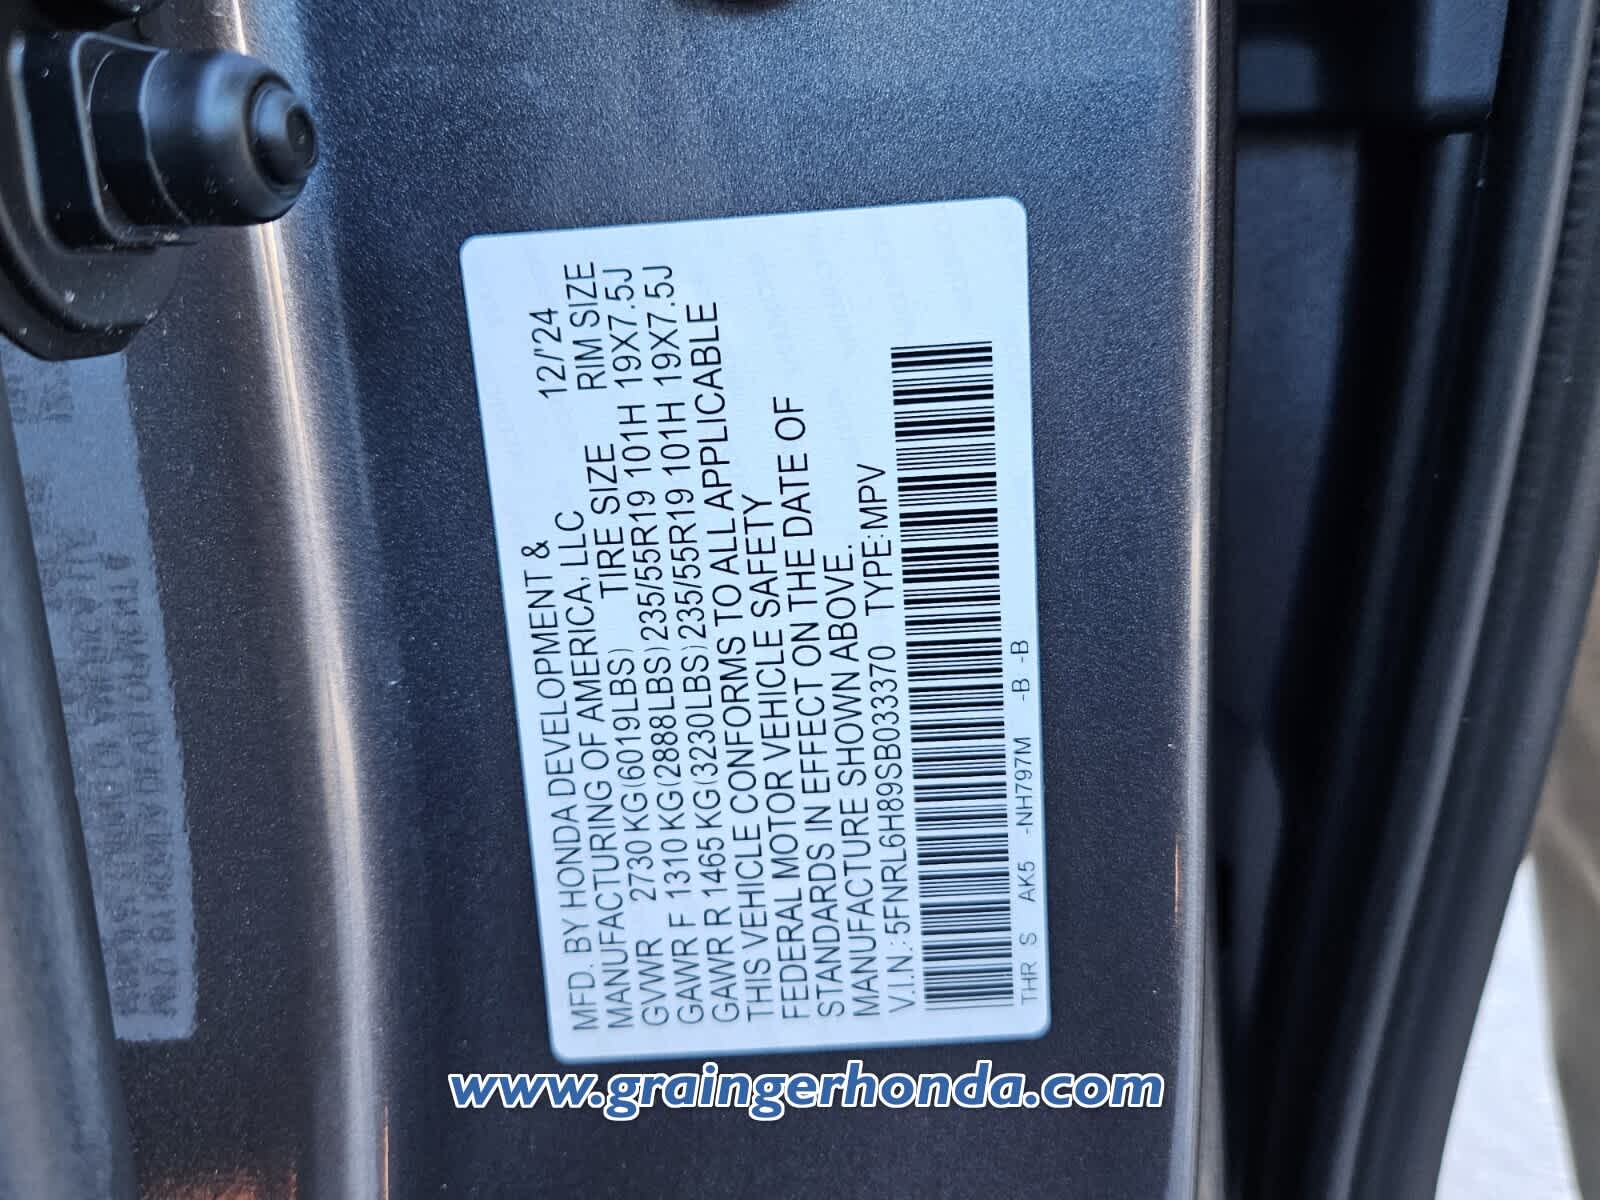 MFD. BY HONDA DEVELOPMENT & 12/'24
MANUFACTURING OF AMERICA, LLC RIM SIZE
GVWR 2730 KG(6019LBS) TIRE SIZE
GAWR F 1310 KG(2888LBS) 235/55R19 101H 19X7.5J
GAWR R 1465 KG(3230LBS) 235/55R19 101H 19X7.5J
THIS VEHICLE CONFORMS TO ALL APPLICABLE
FEDERAL MOTOR VEHICLE SAFETY
STANDARDS IN EFFECT ON THE DATE OF
MANUFACTURE SHOWN ABOVE.
V.I.N.:5FNRL6H89SB033370 TYPE:MPV
THR S AK5 -NH797M -B -B
www.graingerhonda.com